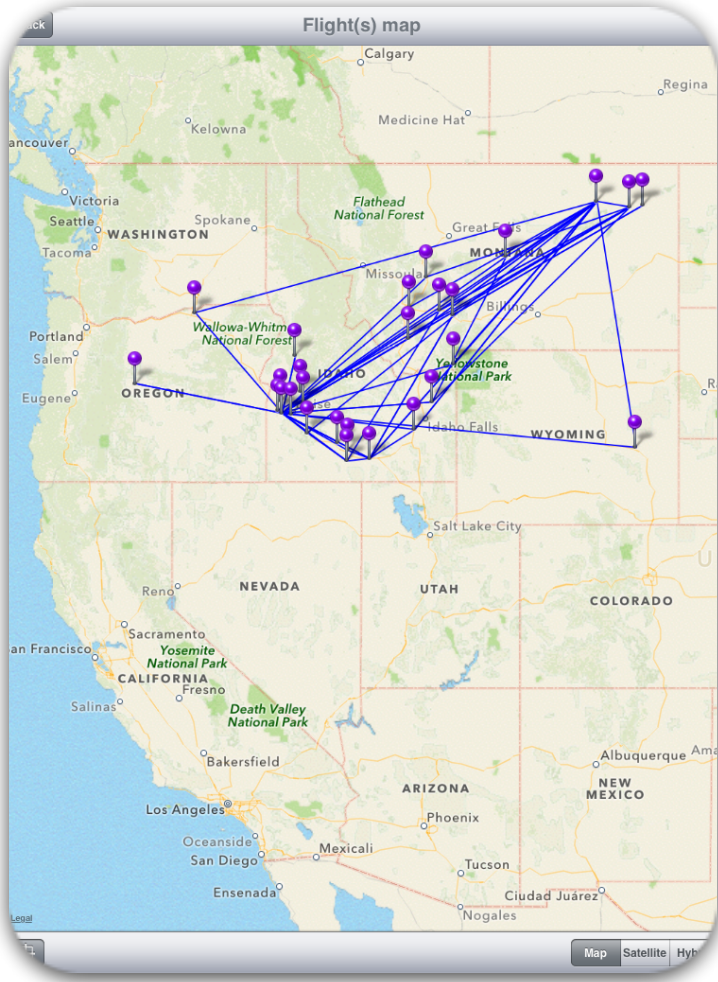 ack
Flight(s) map
Calgary
Regina
Medicine Hat
Kelowna
ancouver
Victoria
Flathead
National Forest
Seattle
Spokane
Great Falls
WASHINGTON
Tacoma
MONTANA
Missoula
Billings
Portland
Wallowa-Whitm
National Forest
Salem
Yellowstone
National Park
IDAHO
OREGON
Eugene
ise
R
Idaho Falls
WYOMING
Salt Lake City
U
Reno
NEVADA
UTAH
COLORADO
Sacramento
an Francisco
Yosemite
National Park
CALIFORNIA
Fresno
Salinas
Death Valley
National Park
Bakersfield
Albuquerque
Ama
ARIZONA
NEW
MEXICO
Los Angeles
Phoenix
Oceanside
Mexicali
San Diego
Tucson
Ensenada
Ciudad Juárez
Nogales
Legal
Map
Satellite
Hyb